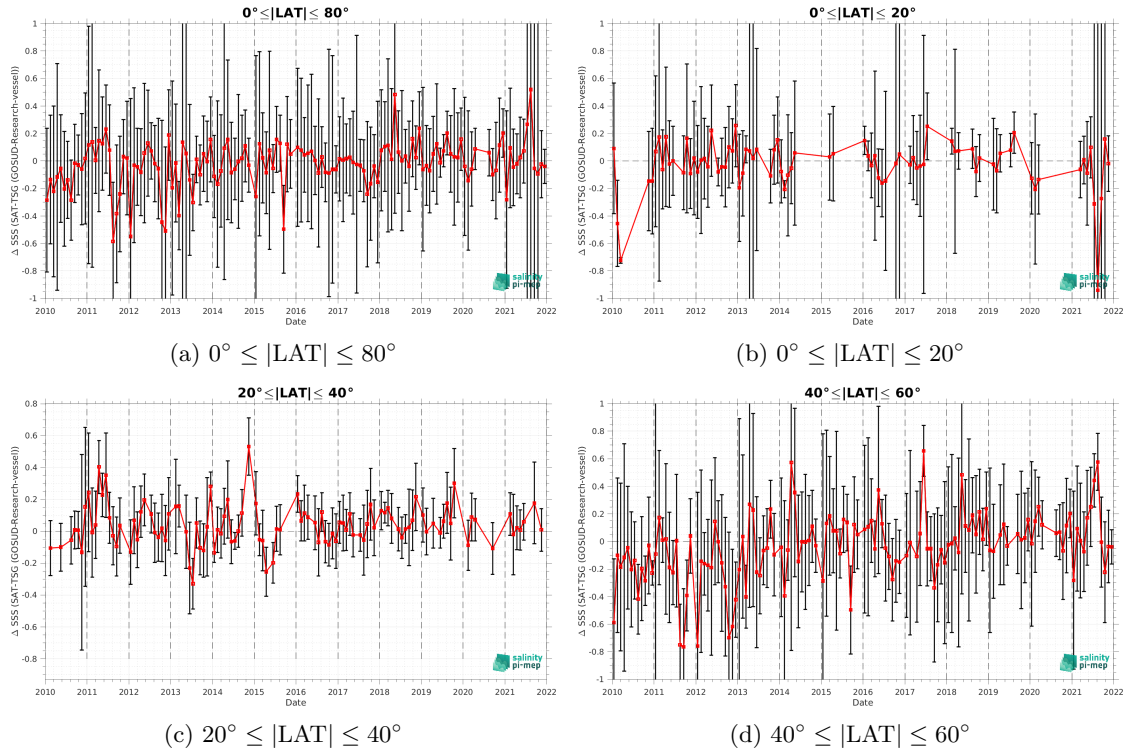 0°≤|LAT|≤ 80°
Δ SSS (SAT-TSG (GOSUD-Research-vessel))
1
0.8
0.6
0.4
0.2
0
-0.2
-0.4
-0.6
-0.8
-1
2010 2011 2012 2013 2014 2015 2016 2017 2018 2019 2020 2021 2022
Date
salinity
pi-mep
(a) 0° ≤ |LAT| ≤ 80°
0°≤|LAT|≤ 20°
Δ SSS (SAT-TSG (GOSUD-Research-vessel))
1
0.8
0.6
0.4
0.2
0
-0.2
-0.4
-0.6
-0.8
-1
2010 2011 2012 2013 2014 2015 2016 2017 2018 2019 2020 2021 2022
Date
salinity
pi-mep
(b) 0° ≤ |LAT| ≤ 20°
20°≤|LAT|≤ 40°
Δ SSS (SAT-TSG (GOSUD-Research-vessel))
0.8
0.6
0.4
0.2
0
-0.2
-0.4
-0.6
-0.8
2010 2011 2012 2013 2014 2015 2016 2017 2018 2019 2020 2021 2022
Date
salinity
pi-mep
(c) 20° ≤ |LAT| ≤ 40°
40°≤|LAT|≤ 60°
Δ SSS (SAT-TSG (GOSUD-Research-vessel))
1
0.8
0.6
0.4
0.2
0
-0.2
-0.4
-0.6
-0.8
-1
2010 2011 2012 2013 2014 2015 2016 2017 2018 2019 2020 2021 2022
Date
salinity
pi-mep
(d) 40° ≤ |LAT| ≤ 60°